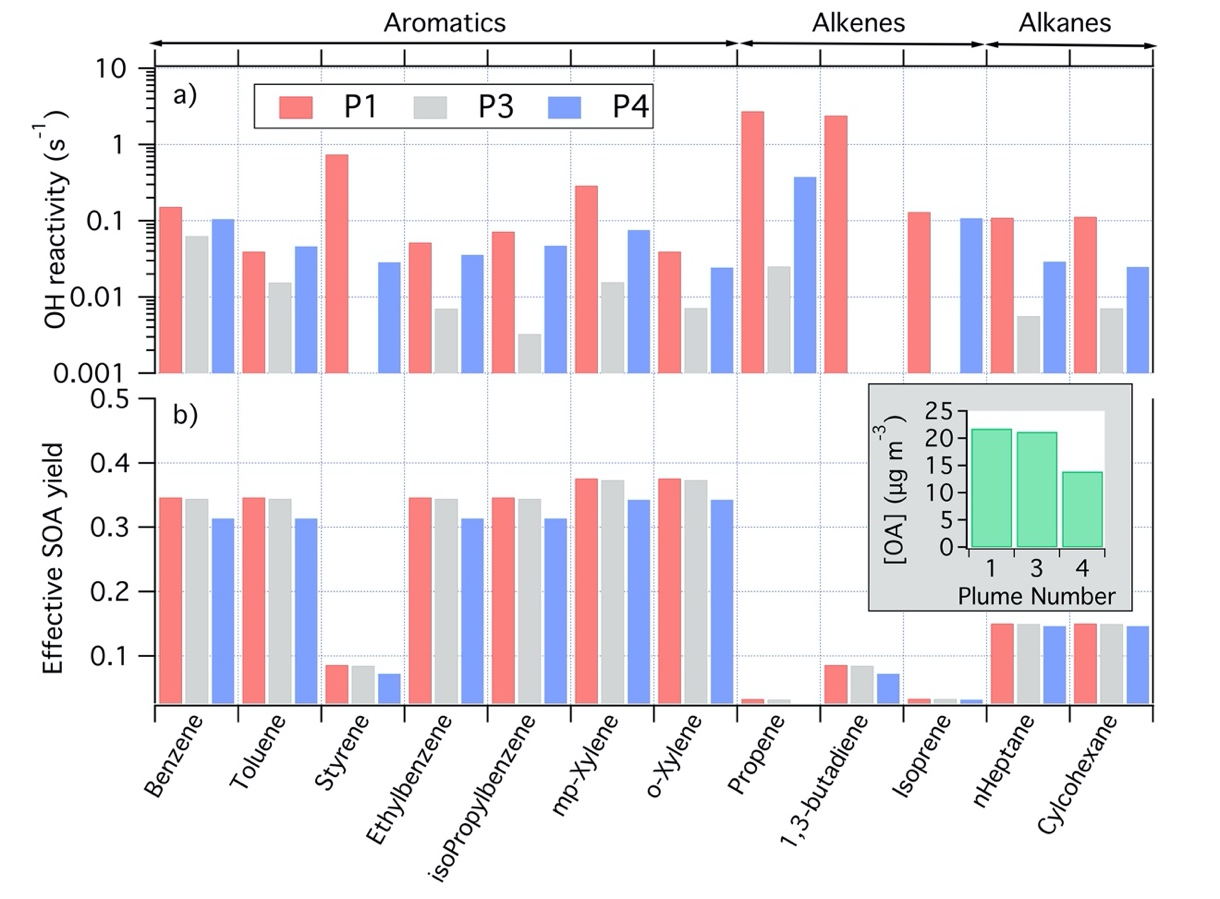 Aromatics Alkenes Alkanes
a)
P1 P3 P4
OH reactivity (s⁻¹)
10
1
0.1
0.01
0.001
b)
Effective SOA yield
0.5
0.4
0.3
0.2
0.1
[OA] (µg m⁻³)
25
20
15
10
5
0
1 3 4
Plume Number
Benzene
Toluene
Styrene
Ethylbenzene
isoPropylbenzene
mp-Xylene
o-Xylene
Propene
1,3-butadiene
Isoprene
nHeptane
Cylcohexane